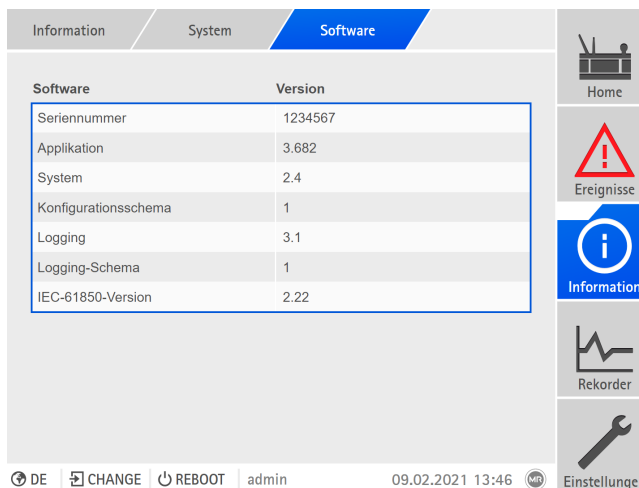 Information System Software
Software Version
Seriennummer 1234567
Applikation 3.682
System 2.4
Konfigurationsschema 1
Logging 3.1
Logging-Schema 1
IEC-61850-Version 2.22
Home
Ereignisse
Information
Rekorder
Einstellunge
DE CHANGE REBOOT admin 09.02.2021 13:46 MR